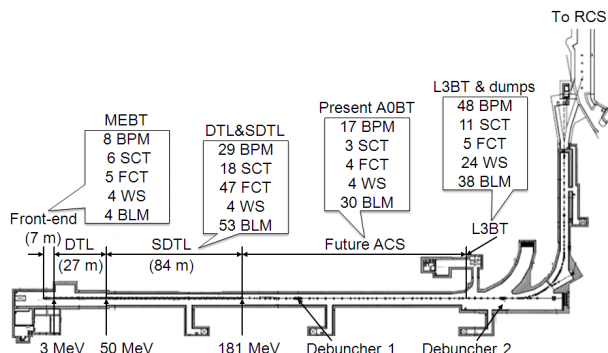 To RCS
MEBT
8 BPM
6 SCT
5 FCT
4 WS
4 BLM
DTL&SDTL
29 BPM
18 SCT
47 FCT
4 WS
53 BLM
Present A0BT
17 BPM
3 SCT
4 FCT
4 WS
30 BLM
L3BT & dumps
48 BPM
11 SCT
5 FCT
24 WS
38 BLM
Front-end
(7 m)
DTL
(27 m)
SDTL
(84 m)
Future ACS
L3BT
3 MeV
50 MeV
181 MeV
Debuncher 1
Debuncher 2